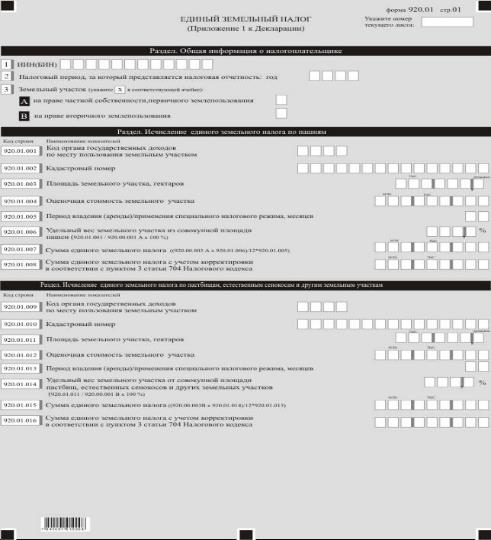 форма 920.01 стр.01
ЕДИНЫЙ ЗЕМЕЛЬНЫЙ НАЛОГ
(Приложение 1 к Декларации)
Укажите номер
текущего листа:
Раздел. Общая информация о налогоплательщике
1 ИИН(БИН)
2 Налоговый период, за который представляется налоговая отчетность: год
3 Земельный участок (укажите X в соответствующей ячейке)
A на праве частной собственности,первичного землепользования
B на праве вторичного землепользования
Раздел. Исчисление единого земельного налога по пашням
Код строки Наименование показателей
920.01.001 Код органа государственных доходов
по месту пользования земельным участком
920.01.002 Кадастровый номер
920.01.003 Площадь земельного участка, гектаров
920.01.004 Оценочная стоимость земельного участка
920.01.005 Период владения (аренды)/применения специального налогового режима, месяцев
920.01.006 Удельный вес земельного участка из совокупной площади
пашен (920.01.003 / 920.00.001 А х 100 %)
%
920.01.007 Сумма единого земельного налога ((920.00.003 А х 920.01.006)/12*920.01.005)
920.01.008 Сумма единого земельного налога с учетом корректировки
в соответствии с пунктом 3 статьи 704 Налогового кодекса
Раздел. Исчисление единого земельного налога по пастбищам, естественным сенокосам и другим земельным участкам
Код строки Наименование показателей
920.01.009 Код органа государственных доходов
по месту пользования земельным участком
920.01.010 Кадастровый номер
920.01.011 Площадь земельного участка, гектаров
920.01.012 Оценочная стоимость земельного участка
920.01.013 Период владения (аренды)/применения специального налогового режима, месяцев
920.01.014 Удельный вес земельного участка от совокупной площади
пастбищ, естественных сенокосов и других земельных участков
(920.01.011 / 920.00.001 В х 100 %)
%
920.01.015 Сумма единого земельного налога ((920.00.003В х 920.01.014)/12*920.01.013)
920.01.016 Сумма единого земельного налога с учетом корректировки
в соответствии с пунктом 3 статьи 704 Налогового кодекса